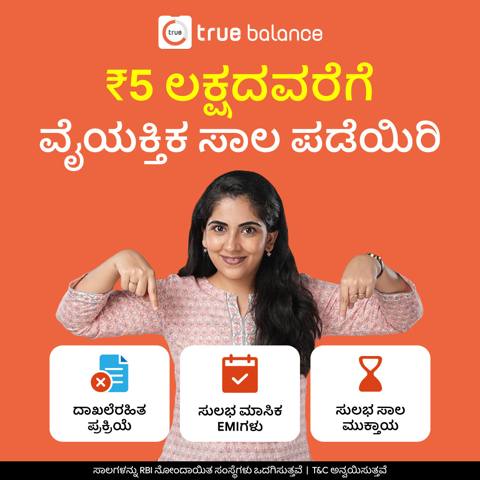 true
true balance
₹5 ಲಕ್ಷದವರೆಗೆ
ವೈಯಕ್ತಿಕ ಸಾಲ ಪಡೆಯಿರಿ
ದಾಖಲೆರಹಿತ
ಪ್ರಕ್ರಿಯೆ
ಸುಲಭ ಮಾಸಿಕ
EMIಗಳು
ಸುಲಭ ಸಾಲ
ಮುಕ್ತಾಯ
ಸಾಲಗಳನ್ನು RBI ನೋಂದಾಯಿತ ಸಂಸ್ಥೆಗಳು ಒದಗಿಸುತ್ತವೆ | T&C ಅನ್ವಯಿಸುತ್ತವೆ